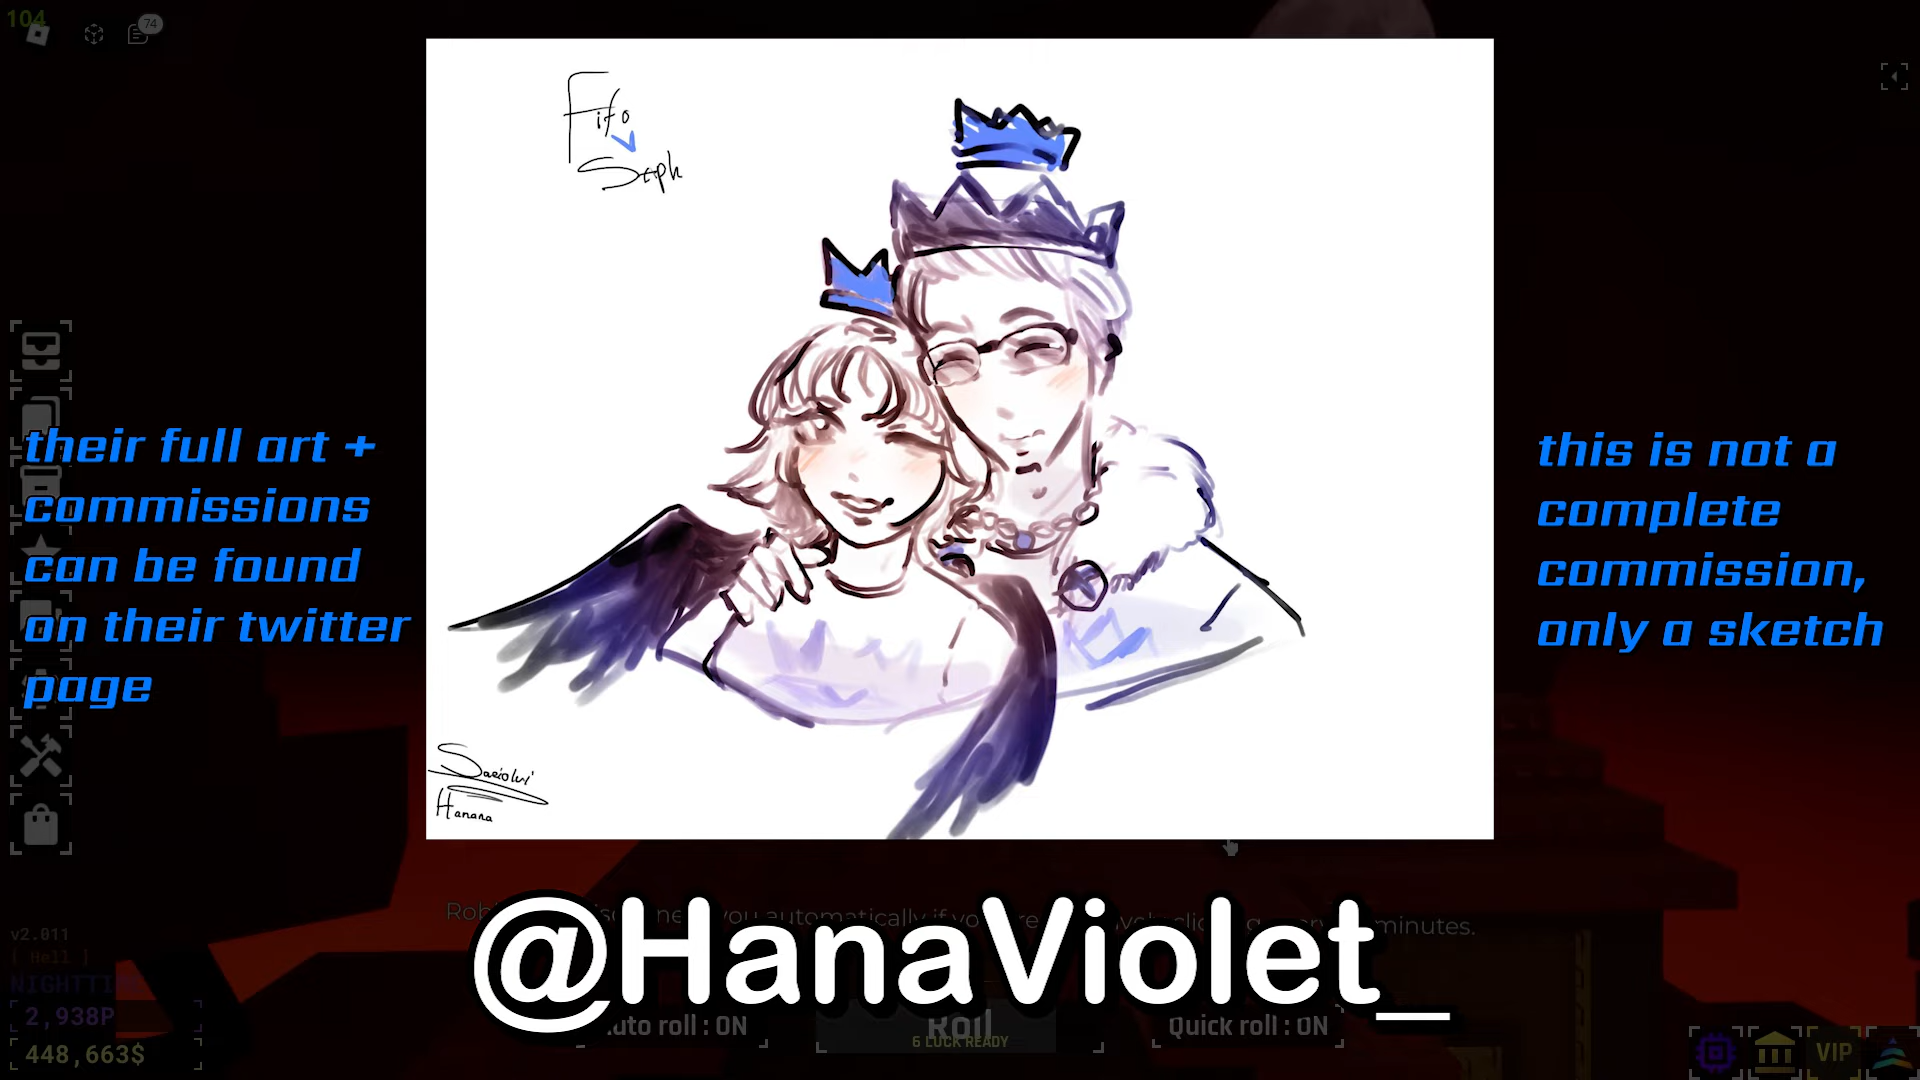 104
74
Fifo
Seph
their full art +
commissions
can be found
on their twitter
page
this is not a
complete
commission,
only a sketch
Hanana
@HanaViolet_
v2.011
[ Hell ]
NIGHTTIME
2,938P
448,663$
Auto roll : ON
Roll
6 LUCK READY
Quick roll : ON
VIP
minutes.